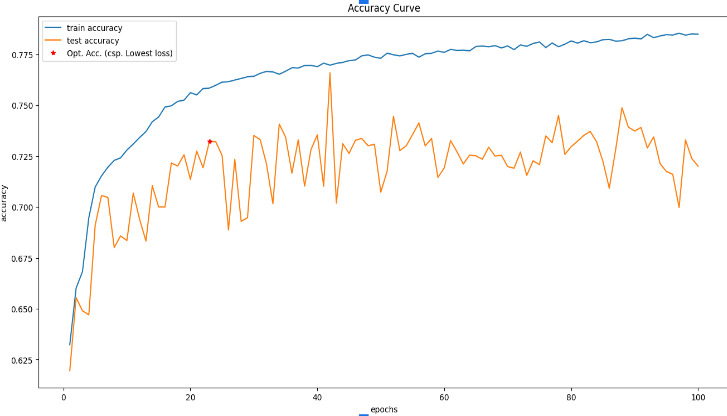 Accuracy Curve
train accuracy
test accuracy
Opt. Acc. (csp. Lowest loss)
accuracy
0.775
0.750
0.725
0.700
0.675
0.650
0.625
0
20
40
60
80
100
epochs